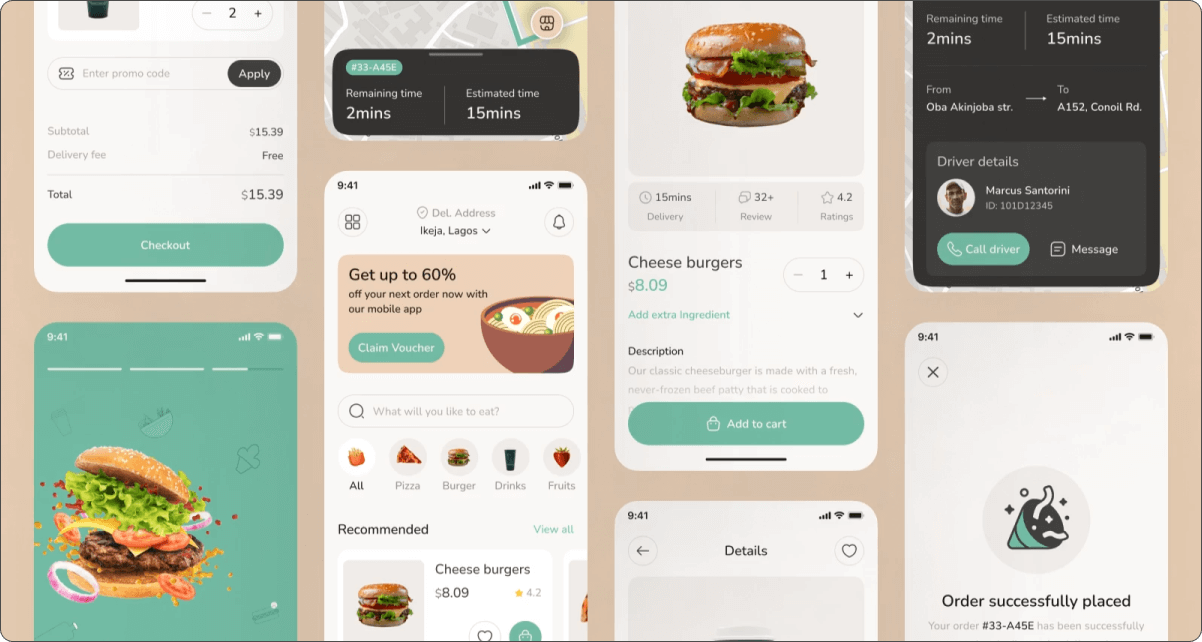 2
Enter promo code
Apply
Subtotal
$15.39
Delivery fee
Free
Total
$15.39
Checkout
9:41
#33-A45E
Remaining time
Estimated time
2mins
15mins
9:41
Del. Address
Ikeja, Lagos
Get up to 60%
off your next order now with
our mobile app
Claim Voucher
What will you like to eat?
All
Pizza
Burger
Drinks
Fruits
Recommended
View all
Cheese burgers
$8.09
4.2
15mins
32+
4.2
Delivery
Review
Ratings
Cheese burgers
$8.09
1
Add extra Ingredient
Description
Our classic cheeseburger is made with a fresh,
never-frozen beef patty that is cooked to
Add to cart
9:41
Details
Remaining time
Estimated time
2mins
15mins
From
To
Oba Akinjoba str.
A152, Conoil Rd.
Driver details
Marcus Santorini
ID: 101D12345
Call driver
Message
9:41
Order successfully placed
Your order #33-A45E has been successfully